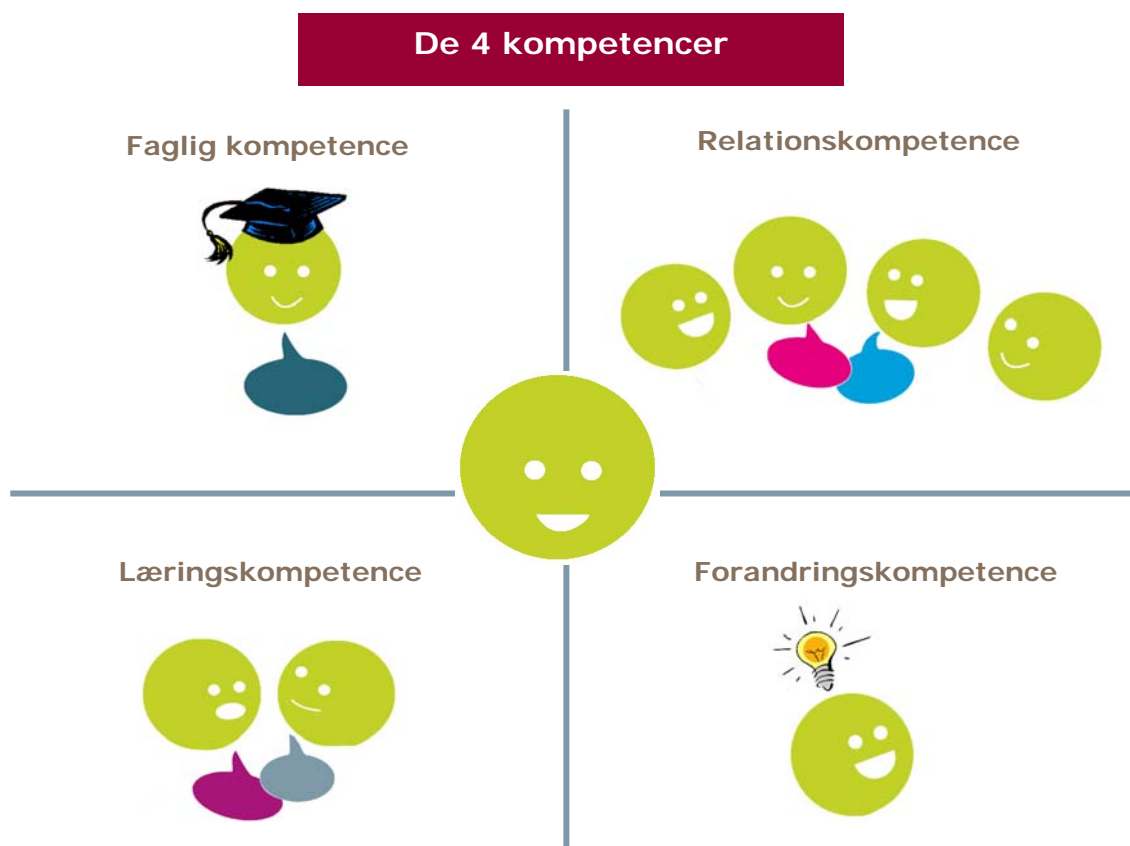 De 4 kompetencer
Faglig kompetence
Relationskompetence
Læringskompetence
Forandringskompetence